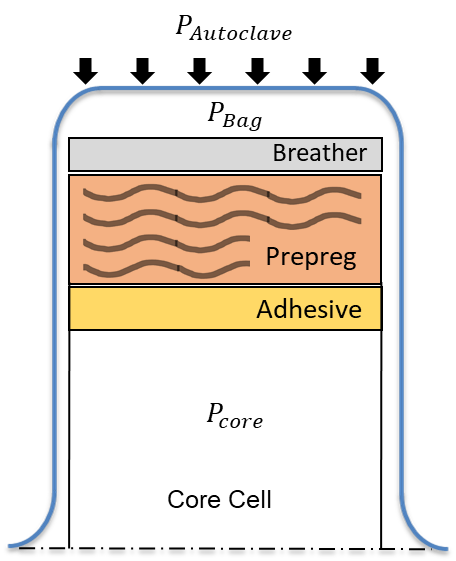 P_Autoclave
P_Bag
Breather
Prepreg
Adhesive
P_core
Core Cell